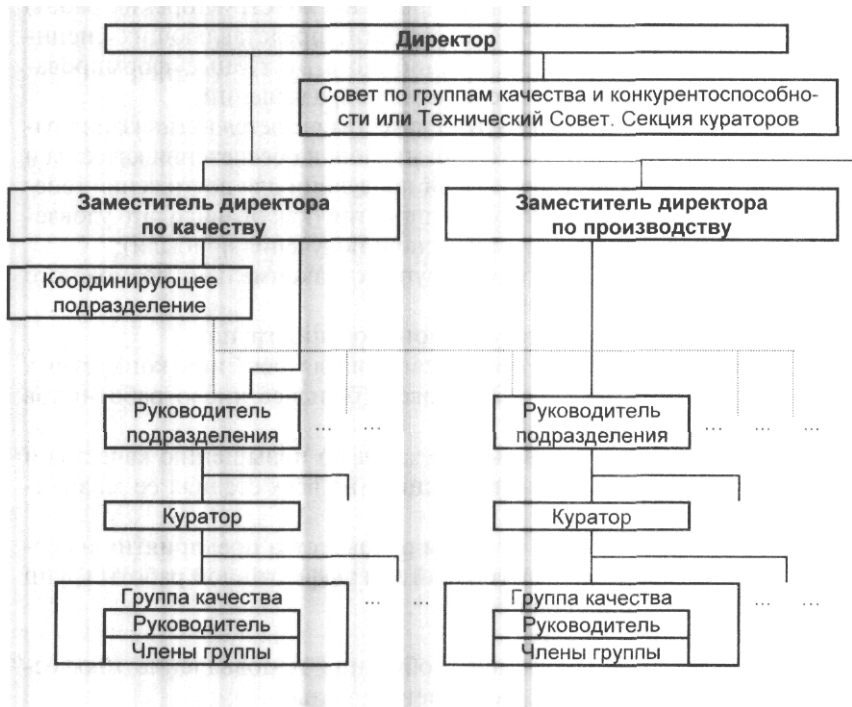 Директор
Совет по группам качества и конкурентоспособно-
сти или Технический Совет. Секция кураторов
Заместитель директора
по качеству
Заместитель директора
по производству
Координирующее
подразделение
Руководитель
подразделения
... ...
Руководитель
подразделения
... ... ...
Куратор
Куратор
Группа качества
... ...
Руководитель
Члены группы
Группа качества
... ...
Руководитель
Члены группы